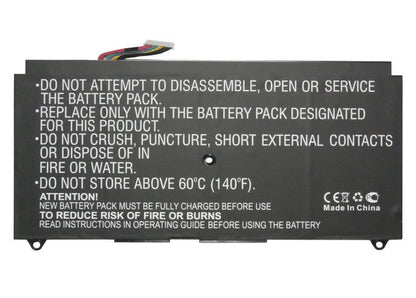 •DO NOT ATTEMPT TO DISASSEMBLE, OPEN OR SERVICE
THE BATTERY PACK.
•REPLACE ONLY WITH THE BATTERY PACK DESIGNATED
FOR THIS PRODUCT.
•DO NOT CRUSH, PUNCTURE, SHORT EXTERNAL CONTACTS
OR DISPOSE OF IN
FIRE OR WATER.
•DO NOT STORE ABOVE 60°C (140°F).
ATTENTION!
NEW BATTERY PACK MUST BE CHARGED BEFORE USE
TO REDUCE RISK OF FIRE OR BURNS
READ INSTRUCTIONS IN OPERATING GUIDE BEFORE USING BATTERY PACK
CE FC
Made In China